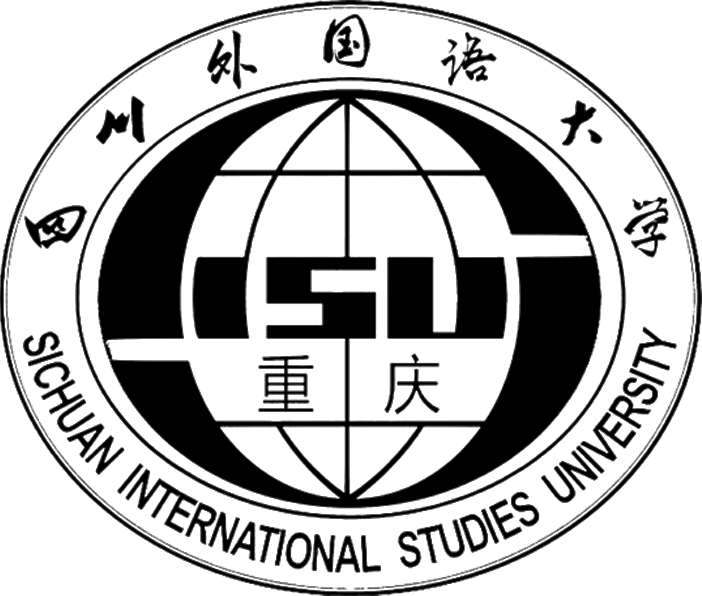 四川外国语大学
SISU
重庆
SICHUAN INTERNATIONAL STUDIES UNIVERSITY